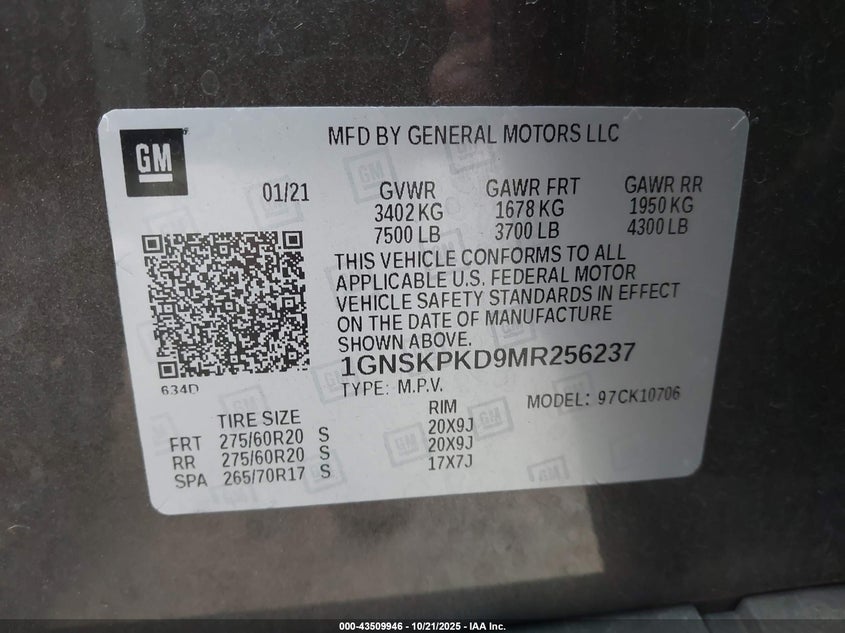 GM
MFD BY GENERAL MOTORS LLC
01/21
GVWR GAWR FRT GAWR RR
3402 KG 1678 KG 1950 KG
7500 LB 3700 LB 4300 LB
THIS VEHICLE CONFORMS TO ALL
APPLICABLE U.S. FEDERAL MOTOR
VEHICLE SAFETY STANDARDS IN EFFECT
ON THE DATE OF MANUFACTURE
SHOWN ABOVE.
634D
1GNSKPKD9MR256237
TYPE: M.P.V. MODEL: 97CK10706
TIRE SIZE RIM
FRT 275/60R20 S 20X9J
RR 275/60R20 S 20X9J
SPA 265/70R17 S 17X7J
000-43509946 - 10/21/2025 - IAA Inc.